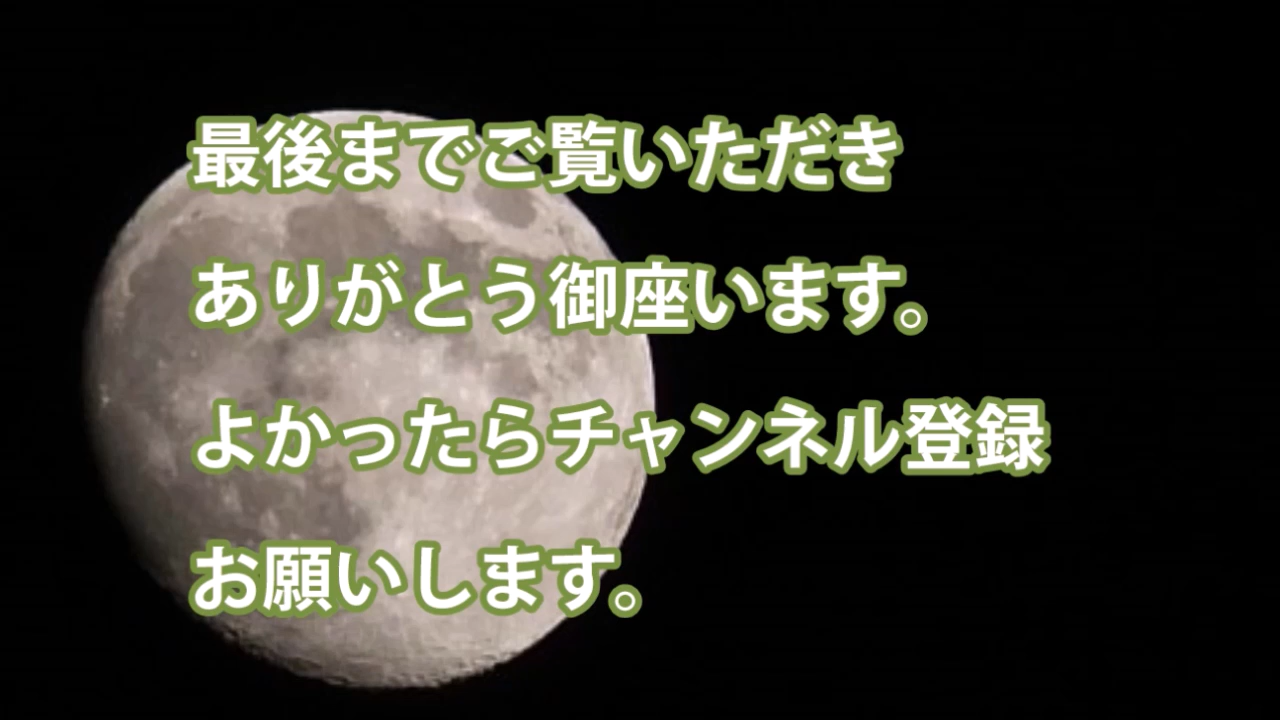 最後までご覧いただき
ありがとう御座います。
よかったらチャンネル登録
お願いします。